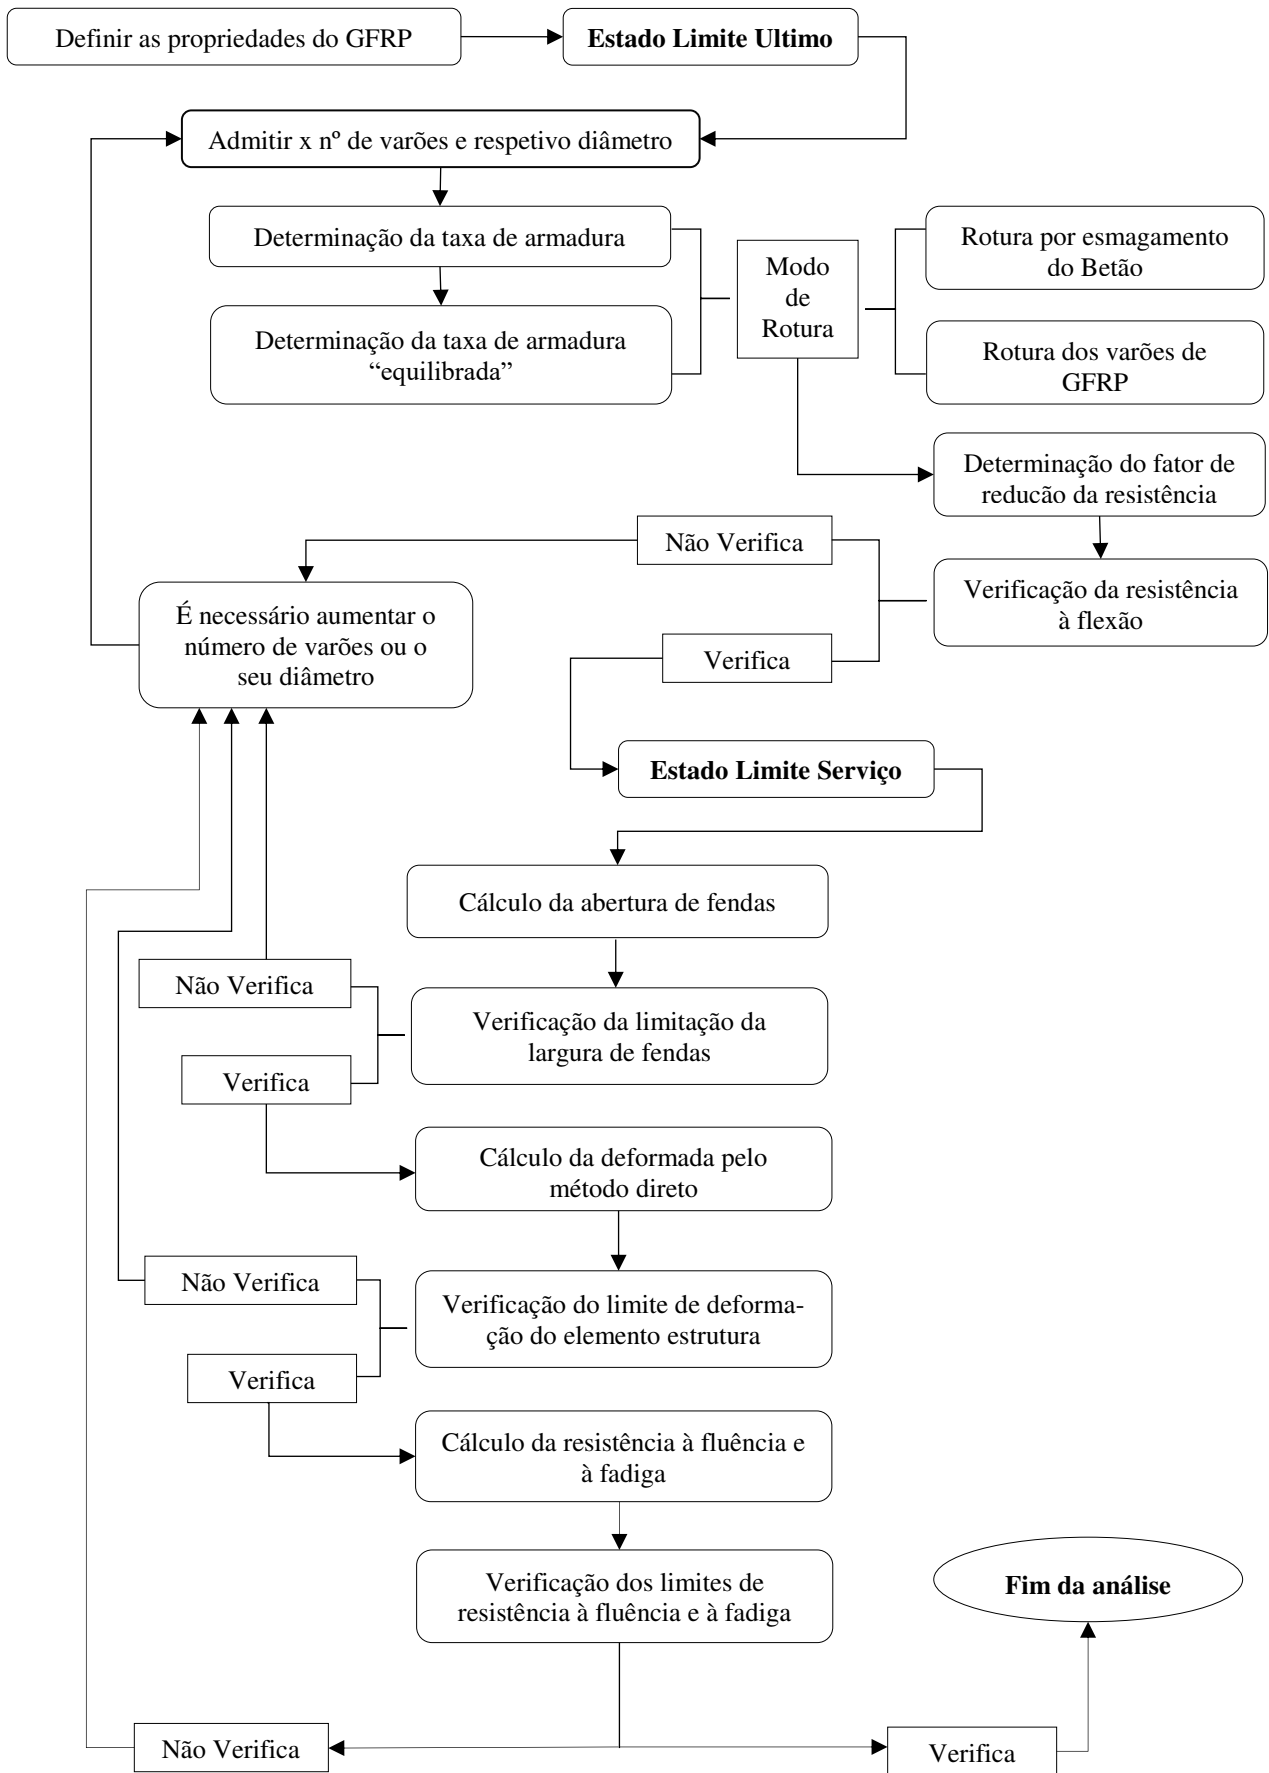 Definir as propriedades do GFRP
Estado Limite Ultimo
Admitir x nº de varões e respetivo diâmetro
Determinação da taxa de armadura
Determinação da taxa de armadura
“equilibrada”
Modo
de
Rotura
Rotura por esmagamento
do Betão
Rotura dos varões de
GFRP
Determinação do fator de
reducão da resistência
Verificação da resistência
à flexão
Não Verifica
Verifica
É necessário aumentar o
número de varões ou o
seu diâmetro
Estado Limite Serviço
Cálculo da abertura de fendas
Verificação da limitação da
largura de fendas
Não Verifica
Verifica
Cálculo da deformada pelo
método direto
Verificação do limite de deforma-
ção do elemento estrutura
Não Verifica
Verifica
Cálculo da resistência à fluência e
à fadiga
Verificação dos limites de
resistência à fluência e à fadiga
Não Verifica
Verifica
Fim da análise